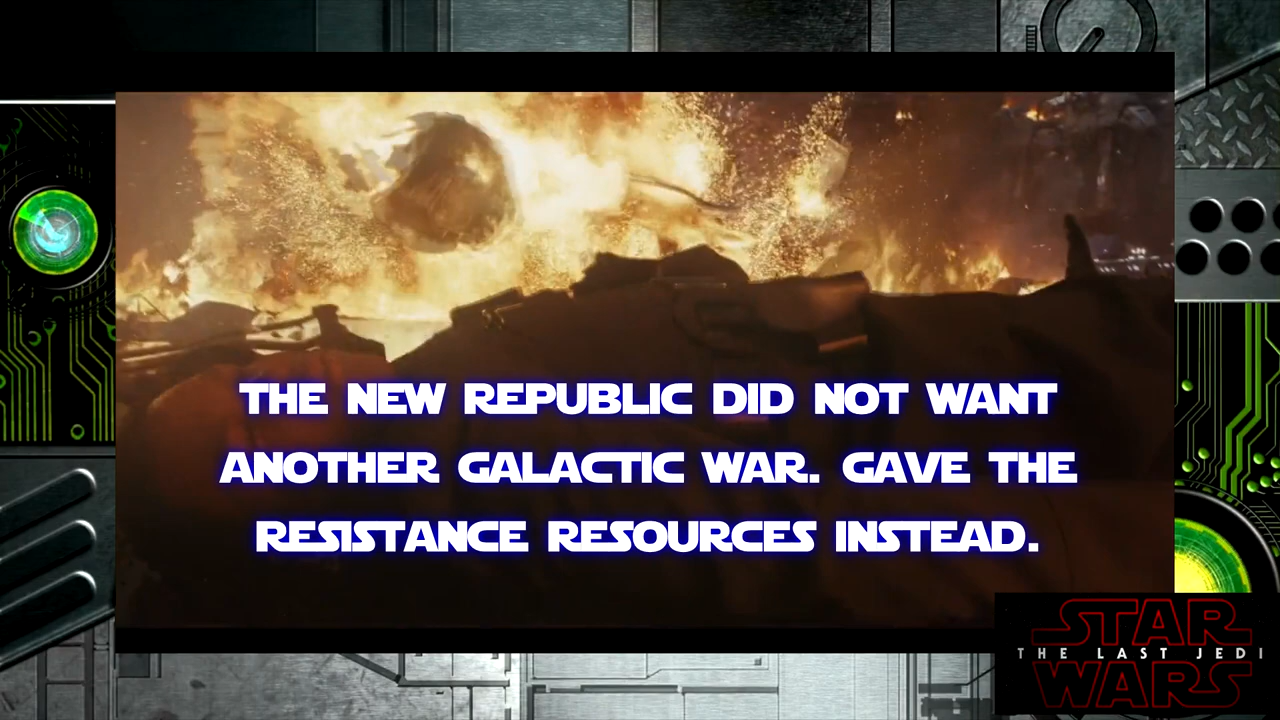 THE NEW REPUBLIC DID NOT WANT
ANOTHER GALACTIC WAR. GAVE THE
RESISTANCE RESOURCES INSTEAD.
STAR
THE LAST JEDI
WARS